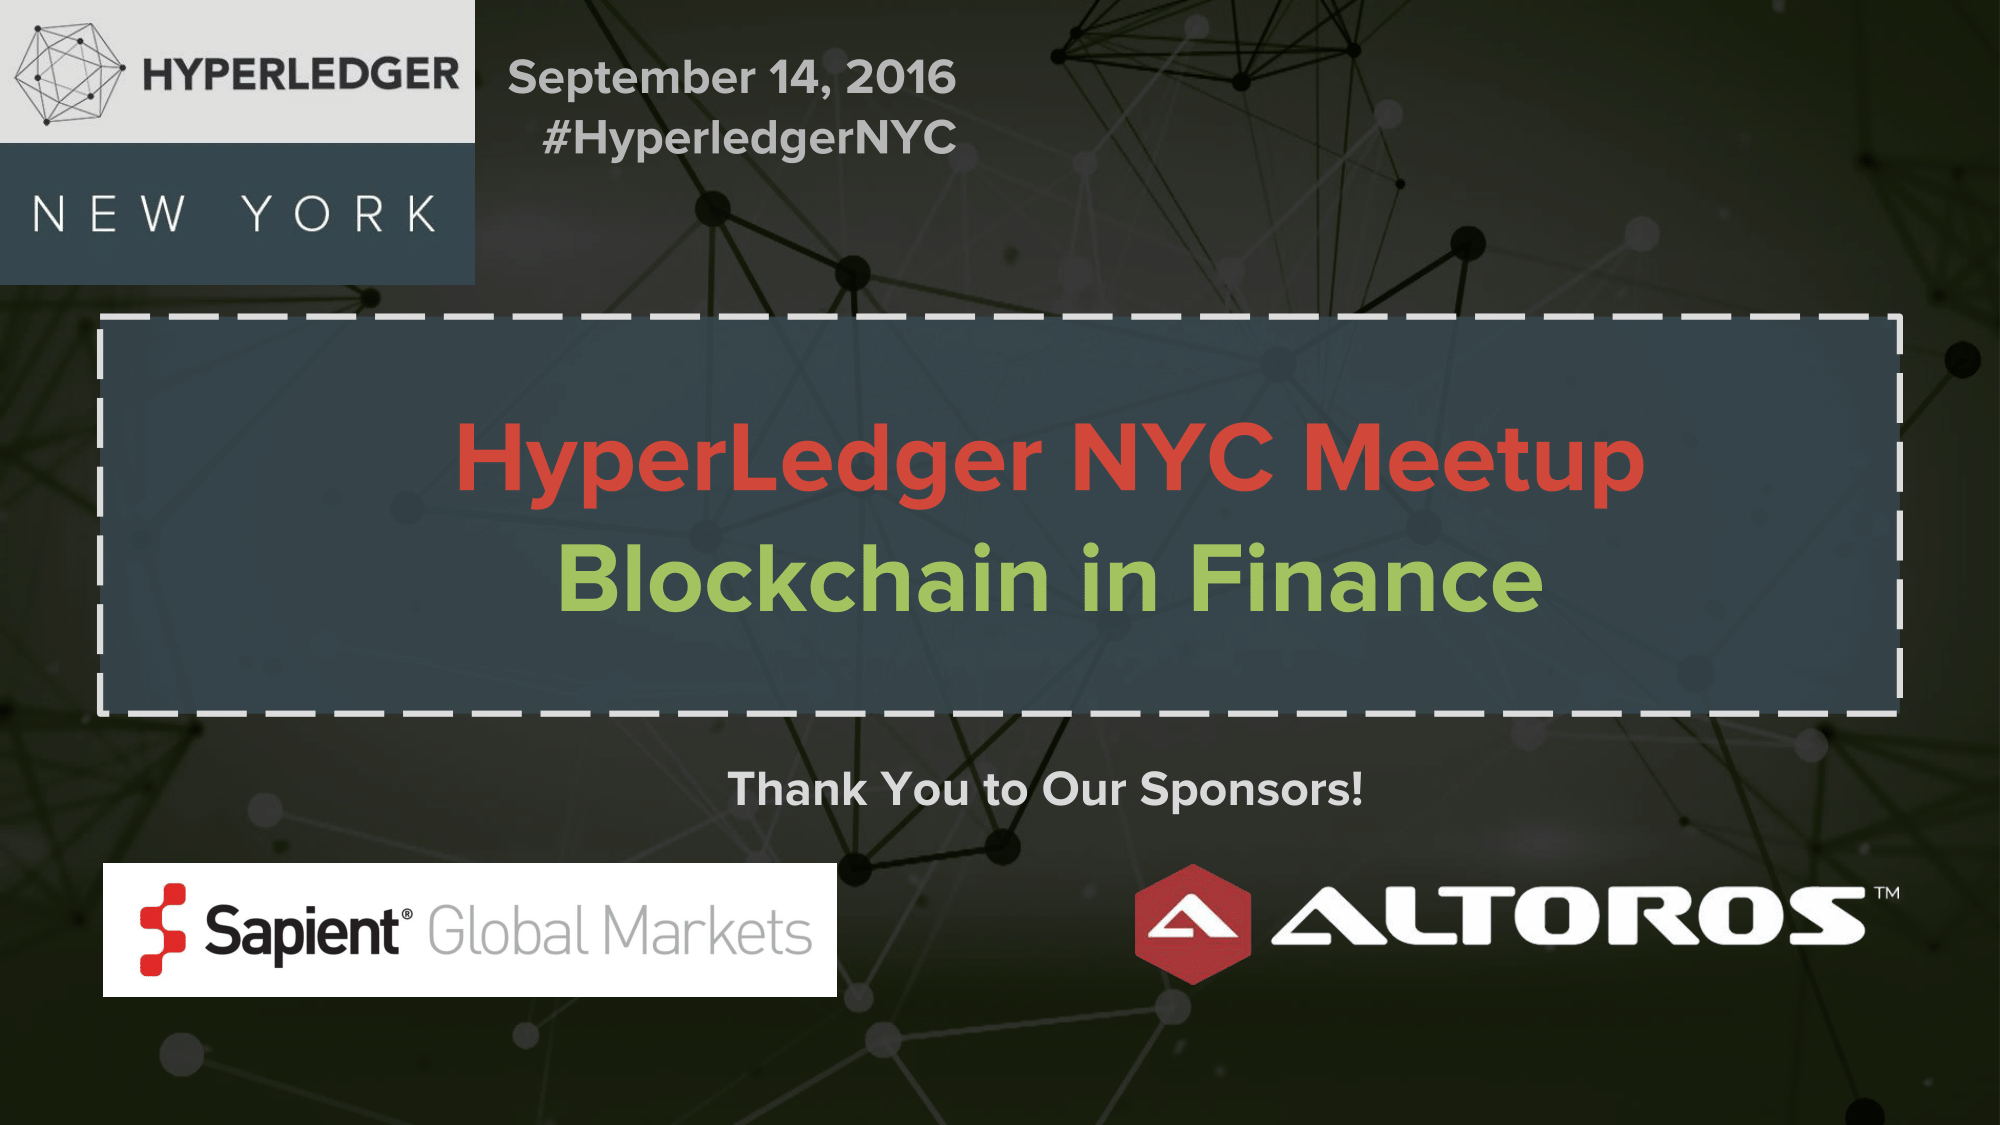 HYPERLEDGER
NEW YORK
September 14, 2016
#HyperledgerNYC
HyperLedger NYC Meetup
Blockchain in Finance
Thank You to Our Sponsors!
Sapient® Global Markets
ALTOROS™